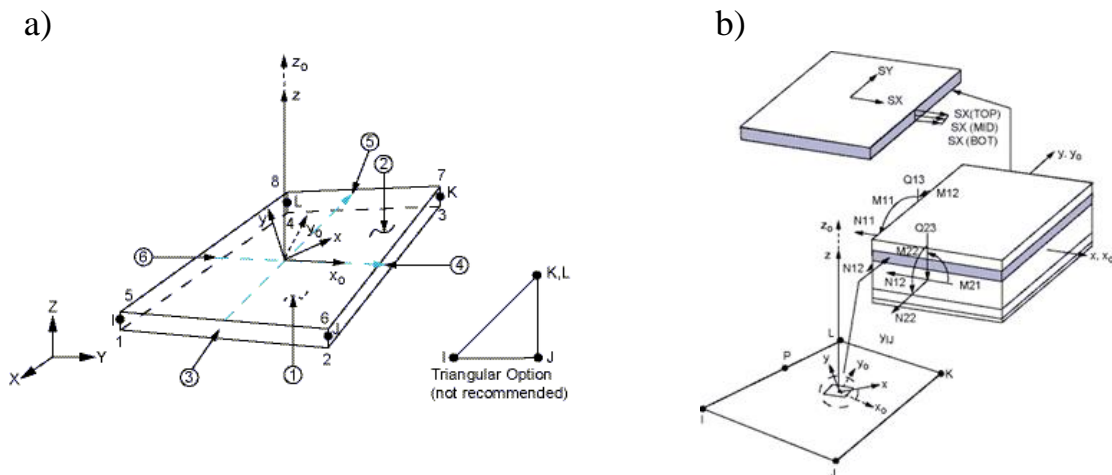 a)
z₀
z
⑤
②
8
7
L
K
y
4
3
y₀
x
⑥
x₀
④
5
I
1
6
J
2
Z
Y
X
③
①
K,L
I
J
Triangular Option
(not recommended)
b)
SY
SX
SX(TOP)
SX (MID)
SX (BOT)
y, y₀
Q13
M11
M12
N11
Q23
z₀
M22
z
N12
N12
M21
x, x₀
N22
L
yIJ
P
y
y₀
K
x
x₀
I
J